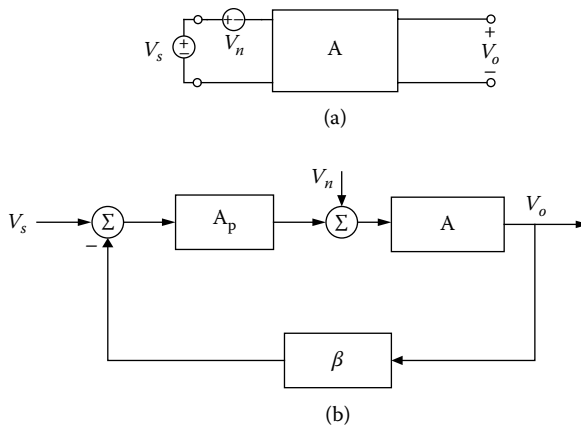 + −
V_s + − V_n A + V_o −
(a)
V_n
V_s Σ − A_p Σ A V_o
β
(b)